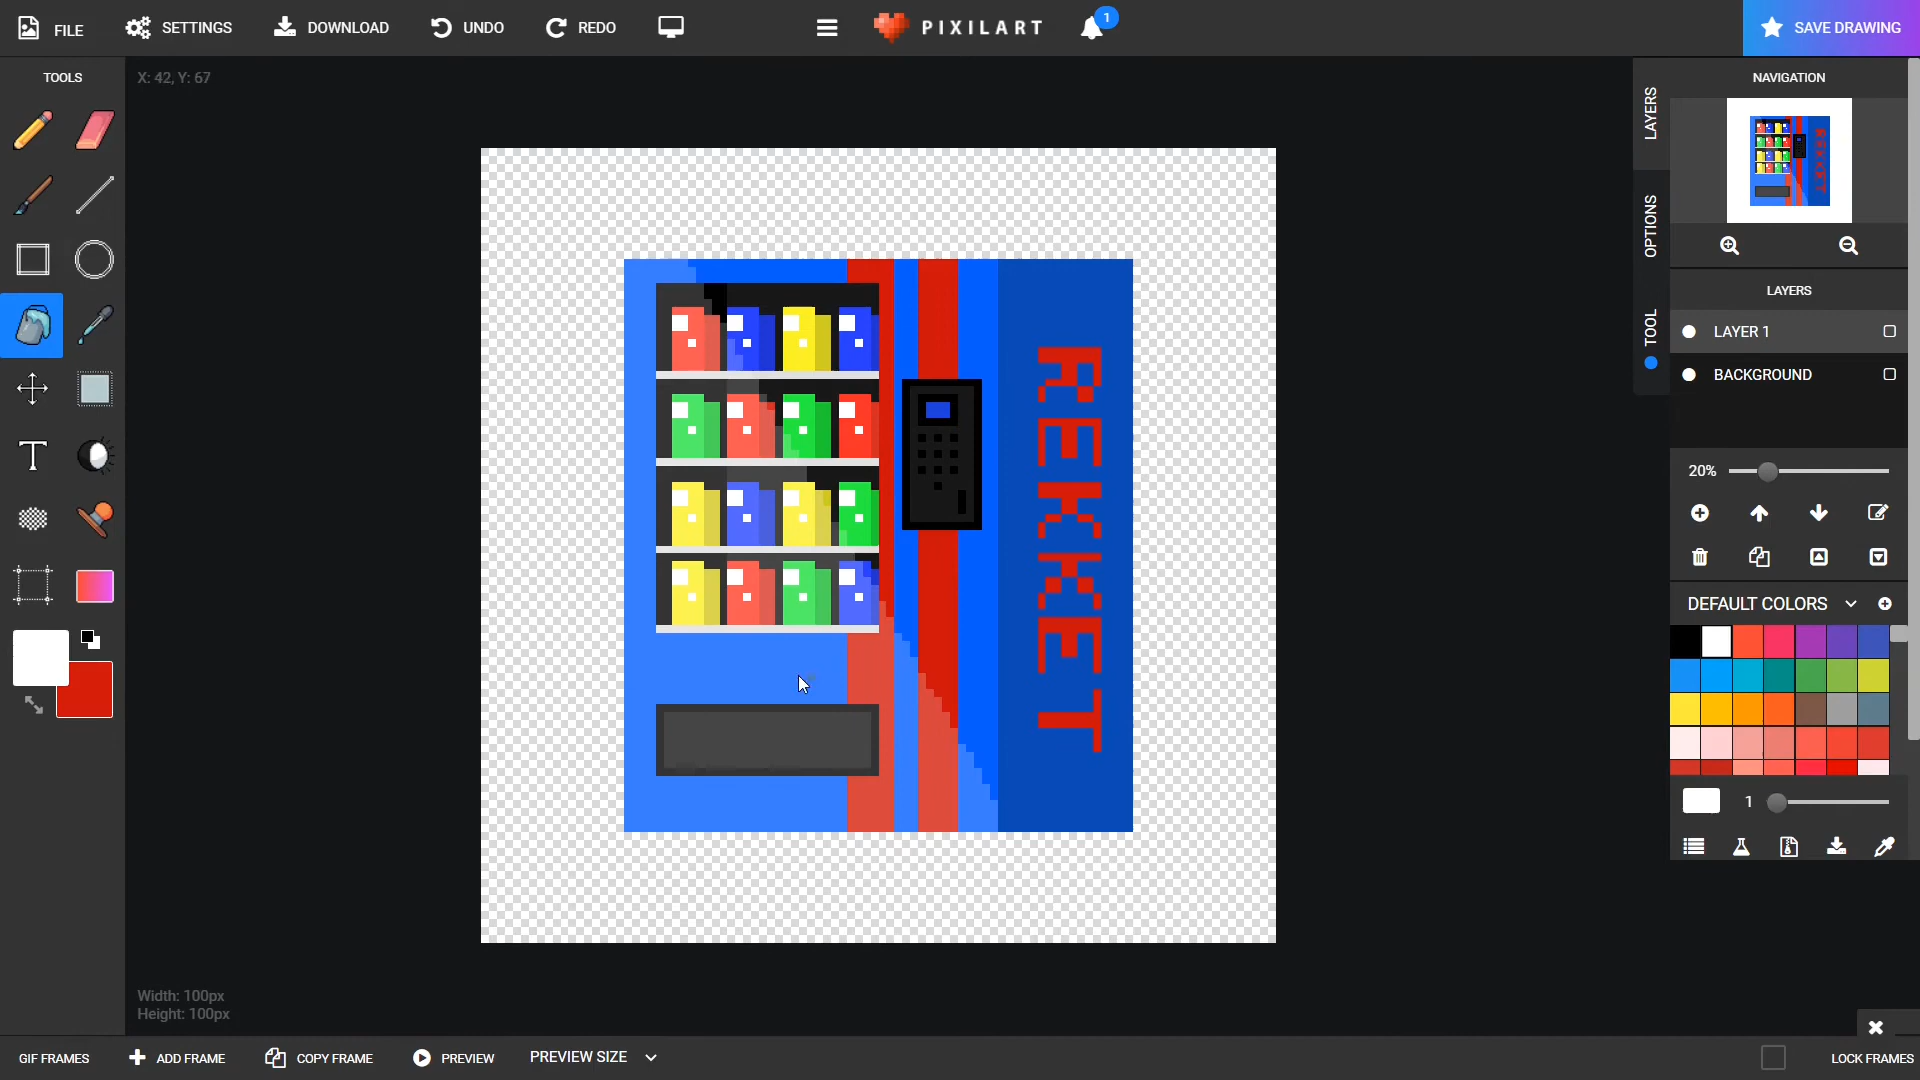 FILE
SETTINGS
DOWNLOAD
UNDO
REDO
PIXILART
1
SAVE DRAWING
TOOLS
X: 42, Y: 67
NAVIGATION
LAYERS
OPTIONS
TOOL
LAYERS
LAYER 1
BACKGROUND
20%
DEFAULT COLORS
1
REKKET
Width: 100px
Height: 100px
GIF FRAMES
ADD FRAME
COPY FRAME
PREVIEW
PREVIEW SIZE
LOCK FRAMES